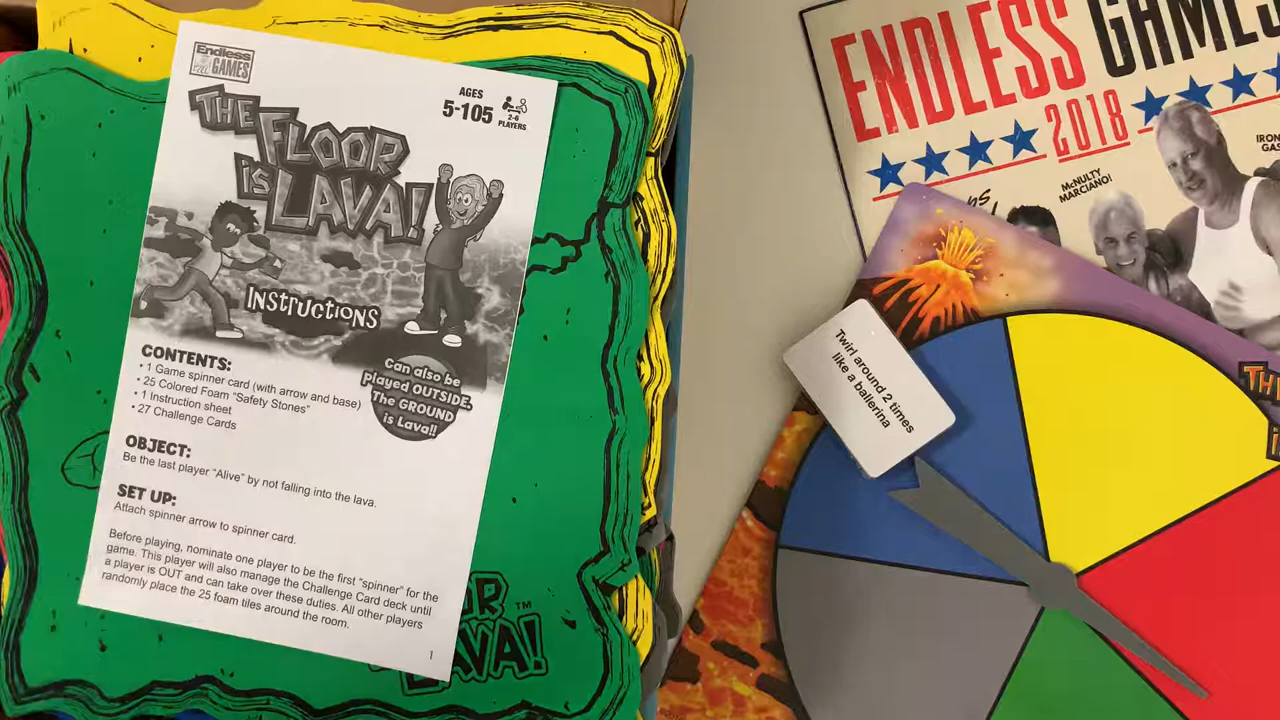 Endless
GAMES
AGES
5-105
2-6
PLAYERS
THE FLOOR
is LAVA!
INSTRUCTIONS
Can also be
played OUTSIDE.
The GROUND
is Lava!!
CONTENTS:
• 1 Game spinner card (with arrow and base)
• 25 Colored Foam "Safety Stones"
• 1 Instruction sheet
• 27 Challenge Cards
OBJECT:
Be the last player "Alive" by not falling into the lava.
SET UP:
Attach spinner arrow to spinner card.
Before playing, nominate one player to be the first "spinner" for the
game. This player will also manage the Challenge Card deck until
a player is OUT and can take over these duties. All other players
randomly place the 25 foam tiles around the room.
1
LAVA!
TM
ENDLESS GAMES
2018
McNULTY
MARCIANO!
IRON
Twirl around 2 times
like a ballerina